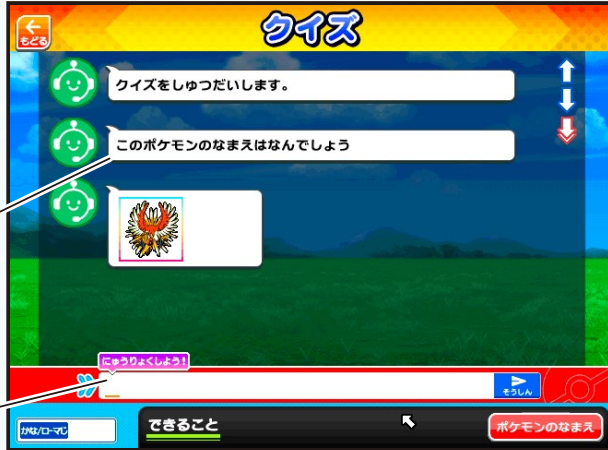 もどる
クイズ
クイズをしゅつだいします。
このポケモンのなまえはなんでしょう
にゅうりょくしよう!
そうしん
かな/ローマじ
できること
ポケモンのなまえ